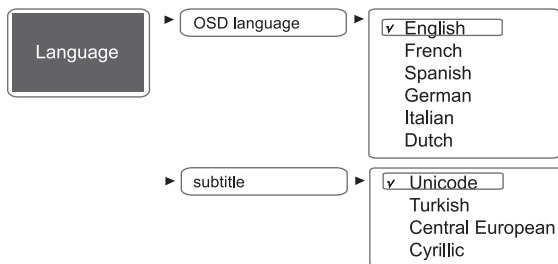 Language
OSD language
English
French
Spanish
German
Italian
Dutch
subtitle
Unicode
Turkish
Central European
Cyrillic